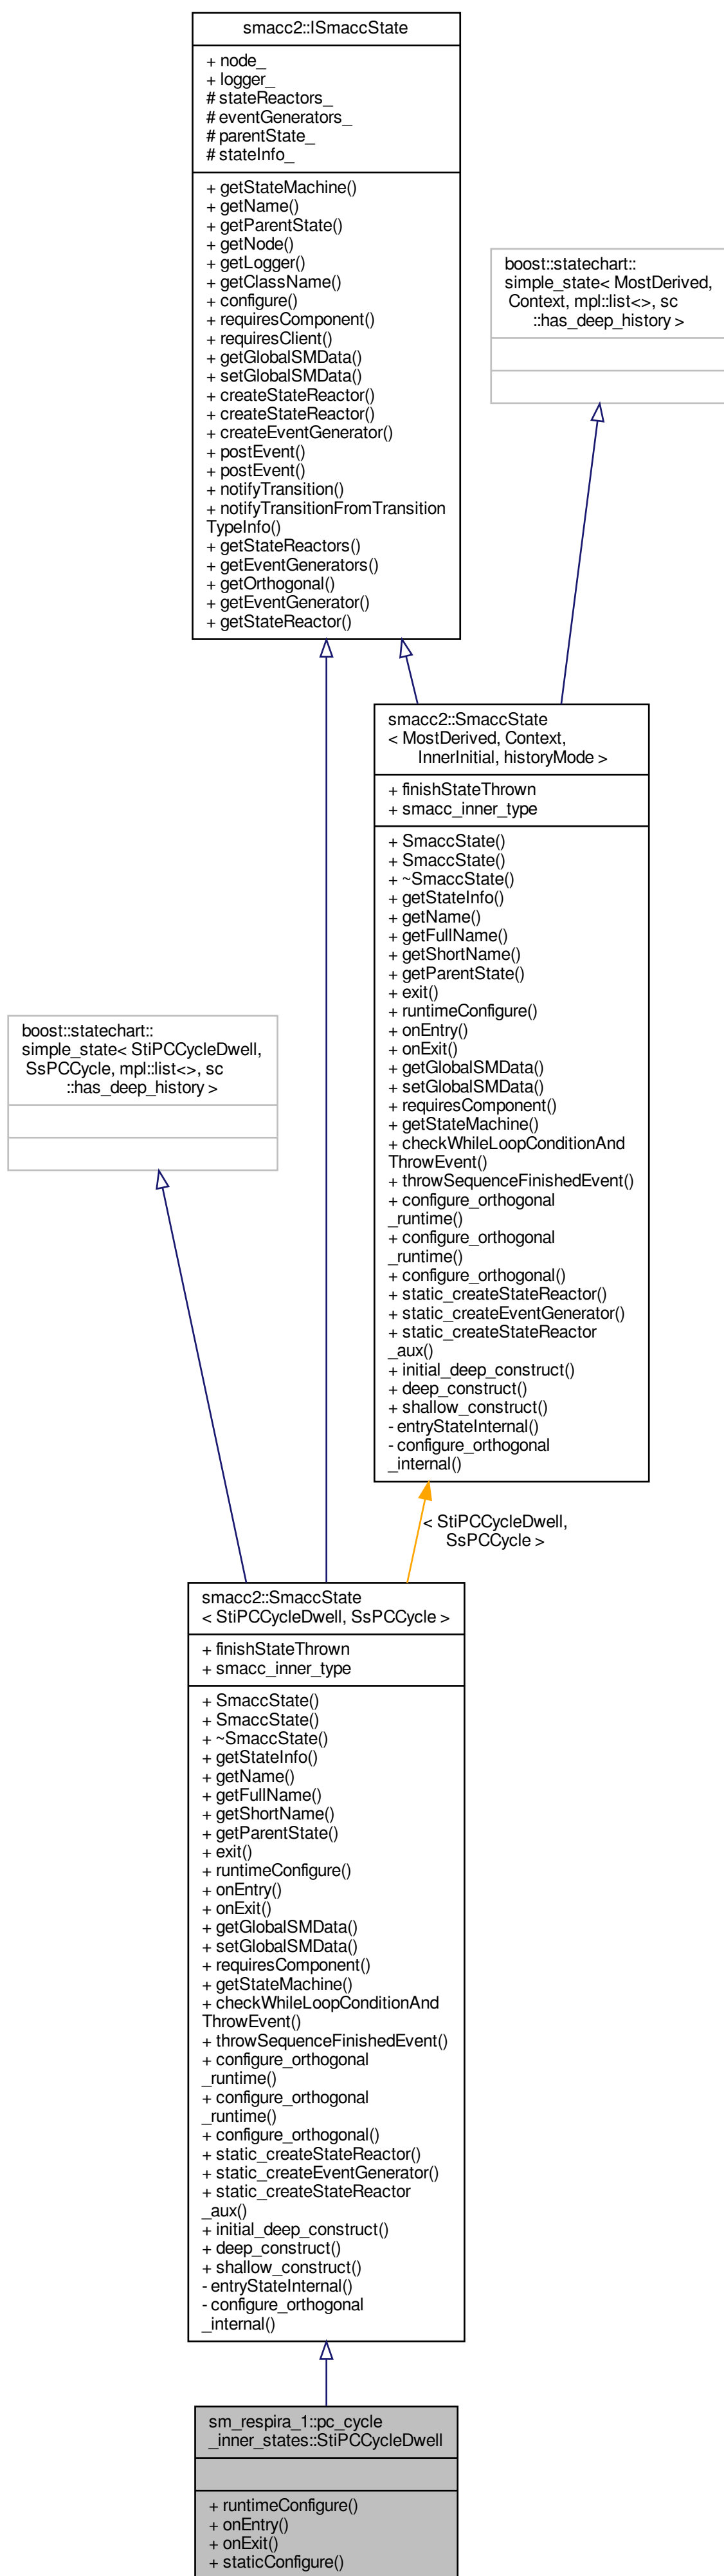 smacc2::ISmaccState
+ node_
+ logger_
# stateReactors_
# eventGenerators_
# parentState_
# stateInfo_
+ getStateMachine()
+ getName()
+ getParentState()
+ getNode()
+ getLogger()
+ getClassName()
+ configure()
+ requiresComponent()
+ requiresClient()
+ getGlobalSMData()
+ setGlobalSMData()
+ createStateReactor()
+ createStateReactor()
+ createEventGenerator()
+ postEvent()
+ postEvent()
+ notifyTransition()
+ notifyTransitionFromTransition
TypeInfo()
+ getStateReactors()
+ getEventGenerators()
+ getOrthogonal()
+ getEventGenerator()
+ getStateReactor()
boost::statechart::
simple_state< MostDerived,
Context, mpl::list<>, sc
::has_deep_history >
smacc2::SmaccState
< MostDerived, Context,
InnerInitial, historyMode >
+ finishStateThrown
+ smacc_inner_type
+ SmaccState()
+ SmaccState()
+ ~SmaccState()
+ getStateInfo()
+ getName()
+ getFullName()
+ getShortName()
+ getParentState()
+ exit()
+ runtimeConfigure()
+ onEntry()
+ onExit()
+ getGlobalSMData()
+ setGlobalSMData()
+ requiresComponent()
+ getStateMachine()
+ checkWhileLoopConditionAnd
ThrowEvent()
+ throwSequenceFinishedEvent()
+ configure_orthogonal
_runtime()
+ configure_orthogonal
_runtime()
+ configure_orthogonal()
+ static_createStateReactor()
+ static_createEventGenerator()
+ static_createStateReactor
_aux()
+ initial_deep_construct()
+ deep_construct()
+ shallow_construct()
- entryStateInternal()
- configure_orthogonal
_internal()
boost::statechart::
simple_state< StiPCCycleDwell,
SsPCCycle, mpl::list<>, sc
::has_deep_history >
< StiPCCycleDwell,
SsPCCycle >
smacc2::SmaccState
< StiPCCycleDwell, SsPCCycle >
+ finishStateThrown
+ smacc_inner_type
+ SmaccState()
+ SmaccState()
+ ~SmaccState()
+ getStateInfo()
+ getName()
+ getFullName()
+ getShortName()
+ getParentState()
+ exit()
+ runtimeConfigure()
+ onEntry()
+ onExit()
+ getGlobalSMData()
+ setGlobalSMData()
+ requiresComponent()
+ getStateMachine()
+ checkWhileLoopConditionAnd
ThrowEvent()
+ throwSequenceFinishedEvent()
+ configure_orthogonal
_runtime()
+ configure_orthogonal
_runtime()
+ configure_orthogonal()
+ static_createStateReactor()
+ static_createEventGenerator()
+ static_createStateReactor
_aux()
+ initial_deep_construct()
+ deep_construct()
+ shallow_construct()
- entryStateInternal()
- configure_orthogonal
_internal()
sm_respira_1::pc_cycle
_inner_states::StiPCCycleDwell
+ runtimeConfigure()
+ onEntry()
+ onExit()
+ staticConfigure()